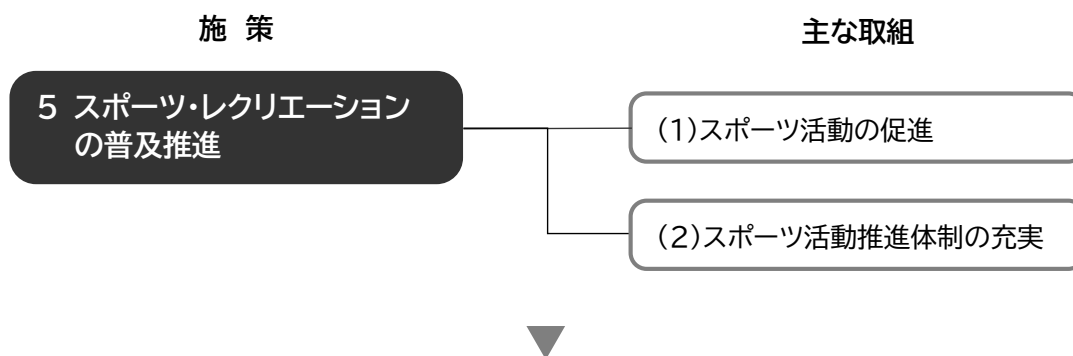 施 策
主な取組
5 スポーツ・レクリエーション
の普及推進
(1)スポーツ活動の促進
(2)スポーツ活動推進体制の充実